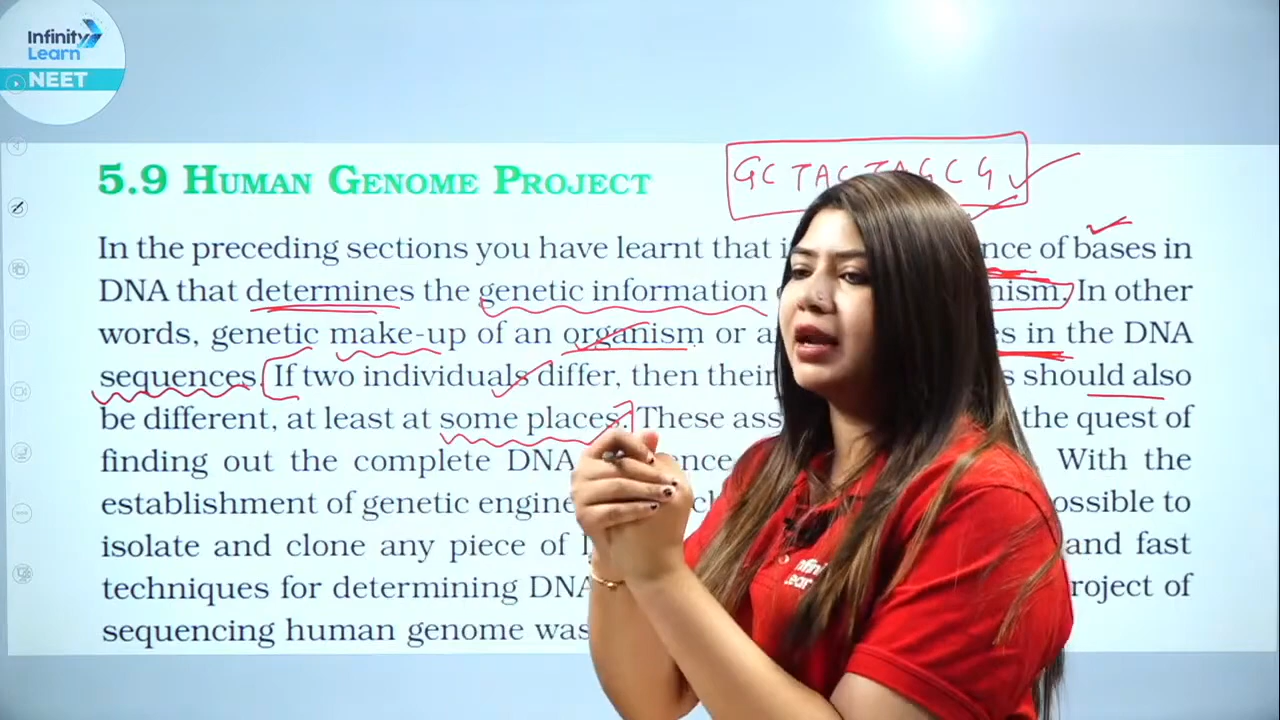 Infinity
Learn
NEET
5.9 HUMAN GENOME PROJECT
GCTACTAGCG
In the preceding sections you have learnt that i nce of bases in
DNA that determines the genetic information nism. In other
words, genetic make-up of an organism or a s in the DNA
sequences. If two individuals differ, then their s should also
be different, at least at some places. These ass the quest of
finding out the complete DNA ence With the
establishment of genetic engine ossible to
isolate and clone any piece of and fast
techniques for determining DNA roject of
sequencing human genome was
Infinity
Learn